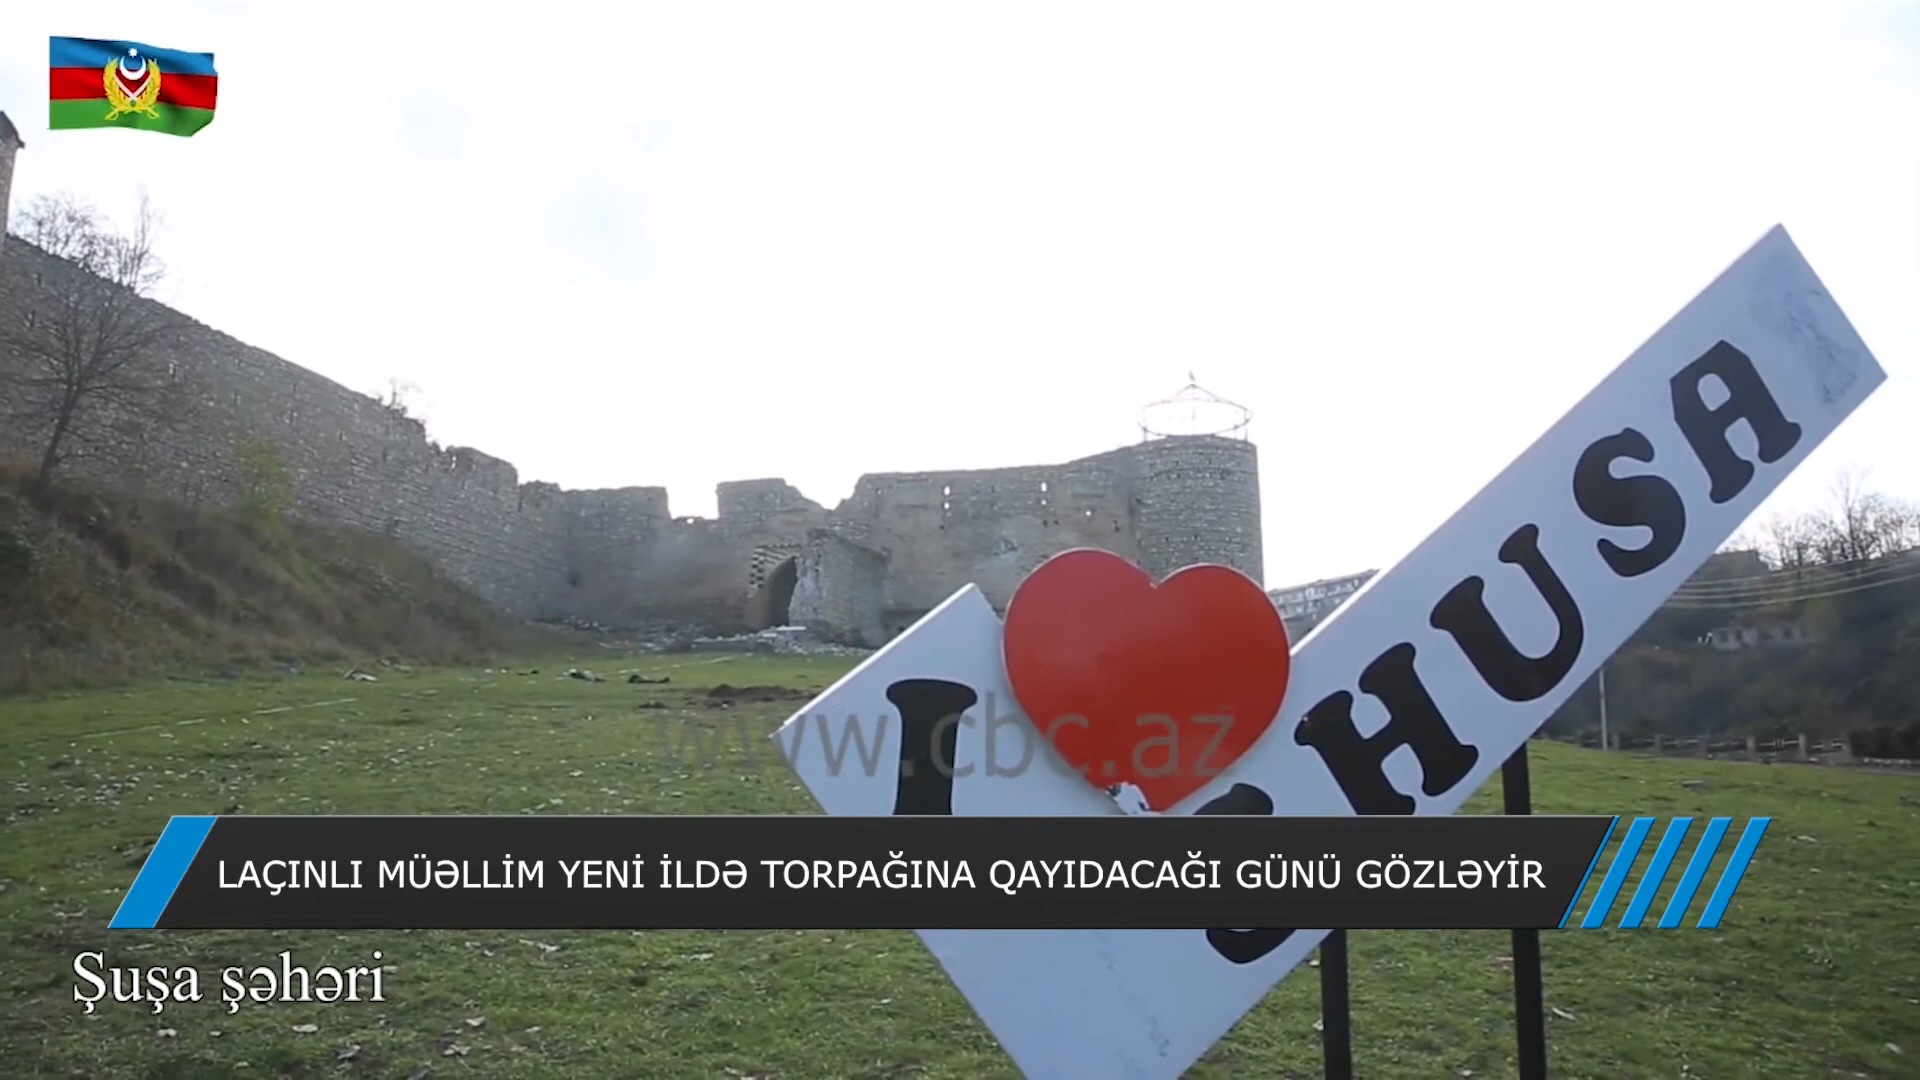 I SHUSA
www.cbc.az
LAÇINLI MÜƏLLİM YENİ İLDƏ TORPAĞINA QAYIDACAĞI GÜNÜ GÖZLƏYİR
Şuşa şəhəri